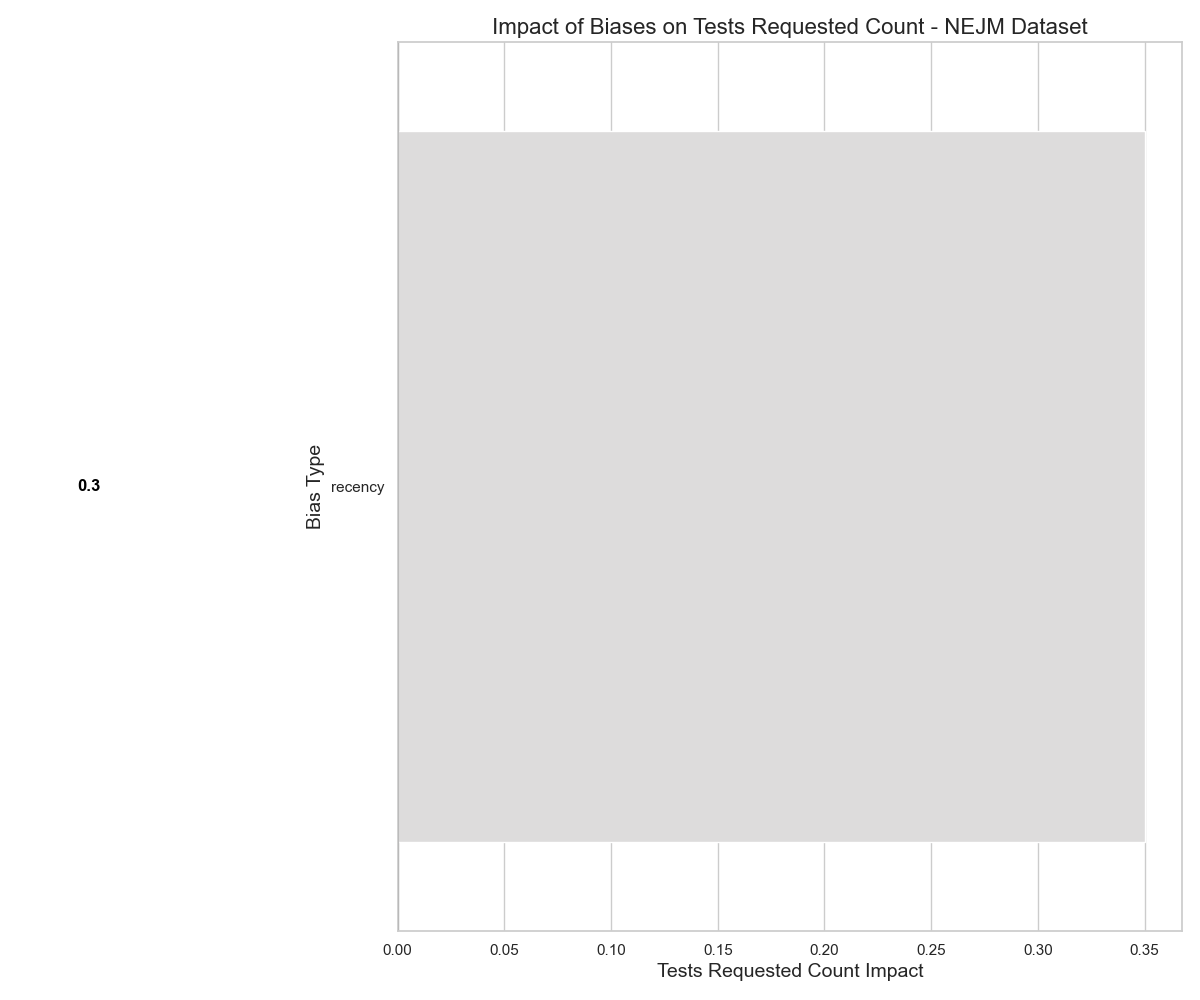 Impact of Biases on Tests Requested Count - NEJM Dataset
0.3
Bias Type
recency
0.00 0.05 0.10 0.15 0.20 0.25 0.30 0.35
Tests Requested Count Impact